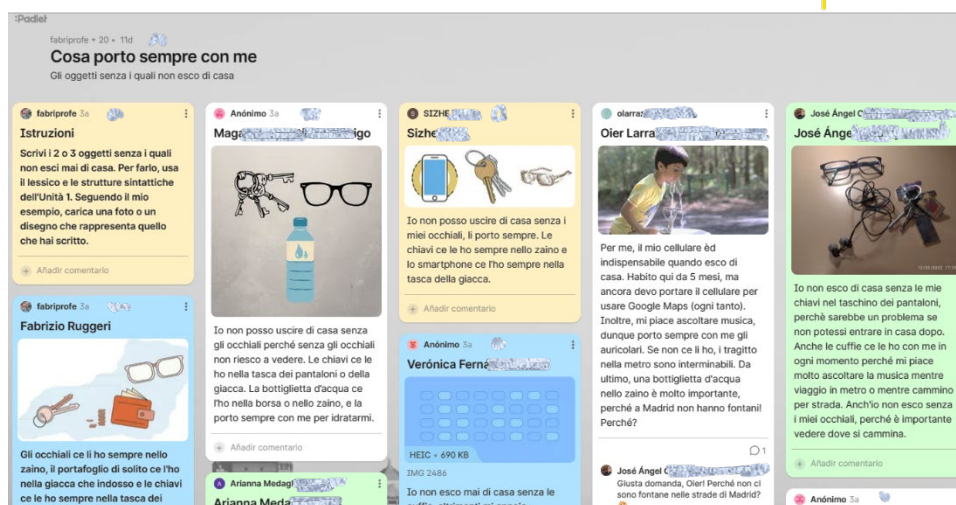 :Padlet
fabriprofe + 20 • 11d
Cosa porto sempre con me
Gli oggetti senza i quali non esco di casa
fabriprofe 3a
Istruzioni
Scrivi i 2 o 3 oggetti senza i quali
non esci mai di casa. Per farlo, usa
il lessico e le strutture sintattiche
dell'Unità 1. Seguendo il mio
esempio, carica una foto o un
disegno che rappresenta quello
che hai scritto.
Añadir comentario
fabriprofe 3a
Fabrizio Ruggeri
Gli occhiali ce li ho sempre nello
zaino, il portafoglio di solito ce l'ho
nella giacca che indosso e le chiavi
ce le ho sempre nella tasca dei
Anónimo 3a
Maga igo
Io non posso uscire di casa senza
gli occhiali perché senza gli occhiali
non riesco a vedere. Le chiavi ce le
ho nella tasca dei pantaloni o della
giacca. La bottiglietta d'acqua ce
l'ho nella borsa o nello zaino, e la
porto sempre con me per idratarmi.
Añadir comentario
Arianna Medagl
Arianna Meda
SIZHE
Sizhe
Io non posso uscire di casa senza i
miei occhiali, li porto sempre. Le
chiavi ce le ho sempre nello zaino e
lo smartphone ce l'ho sempre nella
tasca della giacca.
Añadir comentario
Anónimo 3a
Verónica Ferna
HEIC • 690 KB
IMG 2486
Io non esco mai di casa senza le
olarra
Oier Larra
Per me, il mio cellulare èd
indispensabile quando esco di
casa. Habito qui da 5 mesi, ma
ancora devo portare il cellulare per
usare Google Maps (ogni tanto).
Inoltre, mi piace ascoltare musica,
dunque porto sempre con me gli
auricolari. Se non ce li ho, i tragitto
nella metro sono interminabili. Da
ultimo, una bottiglietta d'acqua
nello zaino è molto importante,
perché a Madrid non hanno fontani!
Perché?
1
José Ángel
Giusta domanda, Oier! Perché non ci
sono fontane nelle strade di Madrid?
José Ángel C
José Ánge
Io non esco di casa senza le mie
chiavi nel taschino dei pantaloni,
perchè sarebbe un problema se
non potessi entrare in casa dopo.
Anche le cuffie ce le ho con me in
ogni momento perché mi piace
molto ascoltare la musica mentre
viaggio in metro o mentre cammino
per strada. Anch'io non esco senza
i miei occhiali, perché è importante
vedere dove si cammina.
Añadir comentario
Anónimo 3a